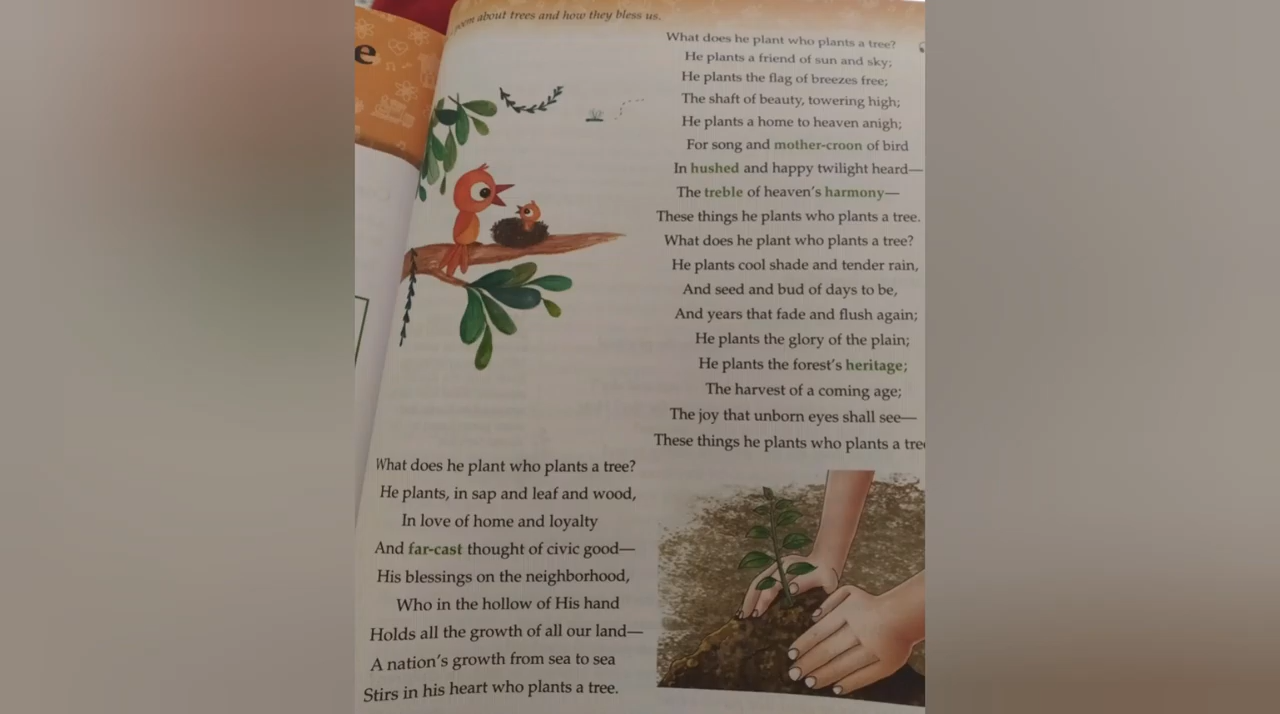 e
poem about trees and how they bless us.
What does he plant who plants a tree?
He plants a friend of sun and sky;
He plants the flag of breezes free;
The shaft of beauty, towering high;
He plants a home to heaven anigh;
For song and mother-croon of bird
In hushed and happy twilight heard—
The treble of heaven's harmony—
These things he plants who plants a tree.
What does he plant who plants a tree?
He plants cool shade and tender rain,
And seed and bud of days to be,
And years that fade and flush again;
He plants the glory of the plain;
He plants the forest's heritage;
The harvest of a coming age;
The joy that unborn eyes shall see—
These things he plants who plants a tre
What does he plant who plants a tree?
He plants, in sap and leaf and wood,
In love of home and loyalty
And far-cast thought of civic good—
His blessings on the neighborhood,
Who in the hollow of His hand
Holds all the growth of all our land—
A nation's growth from sea to sea
Stirs in his heart who plants a tree.